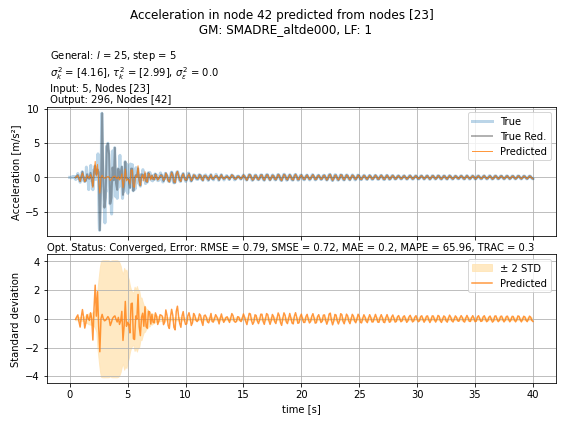 Acceleration in node 42 predicted from nodes [23]
GM: SMADRE_altde000, LF: 1
General: l = 25, step = 5
σ²ₖ = [4.16], τ²ₖ = [2.99], σ²ε = 0.0
Input: 5, Nodes [23]
Output: 296, Nodes [42]
10
5
0
−5
Acceleration [m/s²]
True
True Red.
Predicted
Opt. Status: Converged, Error: RMSE = 0.79, SMSE = 0.72, MAE = 0.2, MAPE = 65.96, TRAC = 0.3
4
2
0
−2
−4
Standard deviation
± 2 STD
Predicted
0 5 10 15 20 25 30 35 40
time [s]